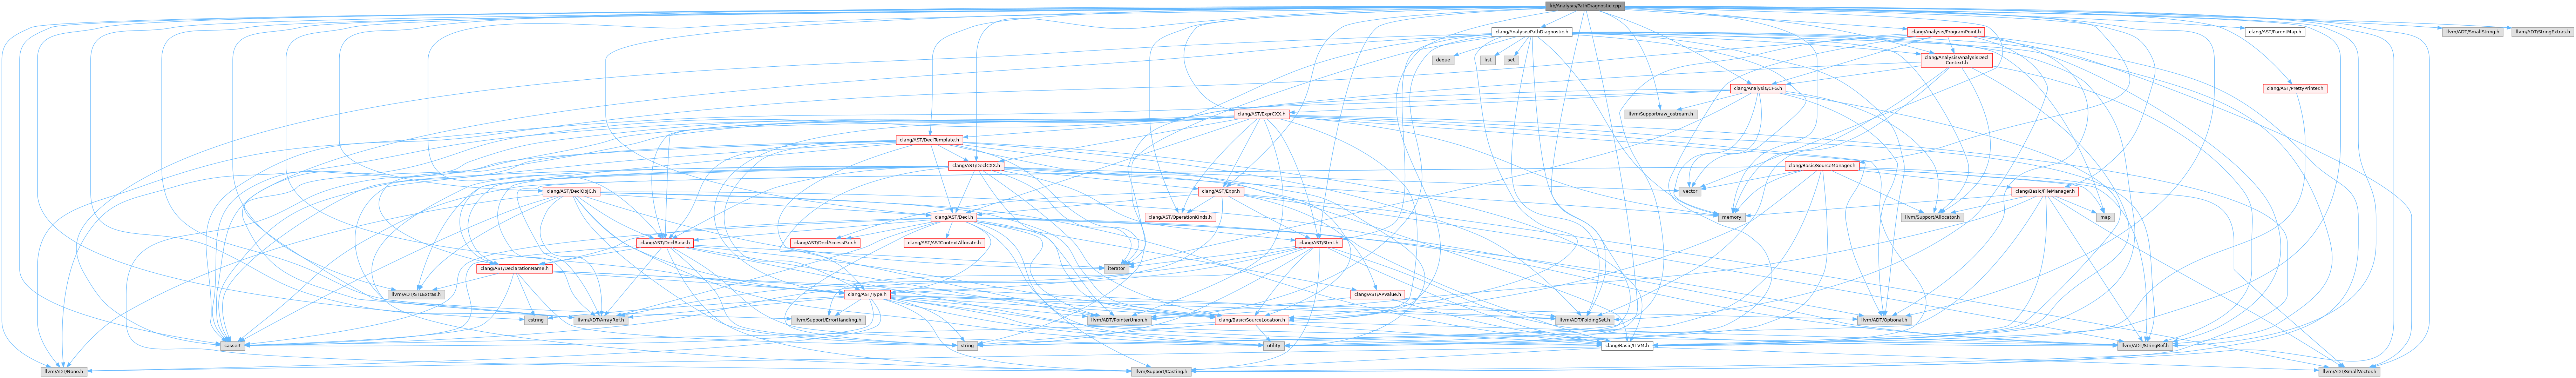 lib/Analysis/PathDiagnostic.cpp
clang/Analysis/PathDiagnostic.h
clang/Analysis/ProgramPoint.h
clang/AST/ParentMap.h
llvm/ADT/SmallString.h
llvm/ADT/StringExtras.h
deque
list
set
clang/Analysis/AnalysisDecl
Context.h
clang/Analysis/CFG.h
clang/AST/PrettyPrinter.h
clang/AST/ExprCXX.h
llvm/Support/raw_ostream.h
clang/AST/DeclTemplate.h
clang/AST/DeclCXX.h
clang/Basic/SourceManager.h
clang/AST/DeclObjC.h
clang/AST/Expr.h
vector
clang/Basic/FileManager.h
clang/AST/Decl.h
clang/AST/OperationKinds.h
memory
llvm/Support/Allocator.h
map
clang/AST/DeclBase.h
clang/AST/DeclAccessPair.h
clang/AST/ASTContextAllocate.h
clang/AST/Stmt.h
clang/AST/DeclarationName.h
iterator
llvm/ADT/STLExtras.h
clang/AST/Type.h
clang/AST/APValue.h
cstring
llvm/ADT/ArrayRef.h
llvm/Support/ErrorHandling.h
llvm/ADT/PointerUnion.h
clang/Basic/SourceLocation.h
llvm/ADT/FoldingSet.h
llvm/ADT/Optional.h
cassert
string
utility
clang/Basic/LLVM.h
llvm/ADT/StringRef.h
llvm/ADT/None.h
llvm/Support/Casting.h
llvm/ADT/SmallVector.h